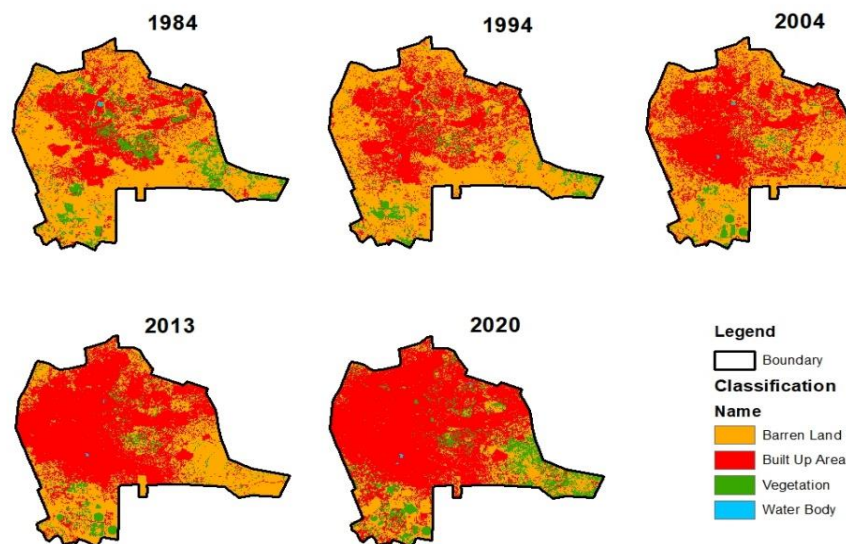 1984
1994
2004
2013
2020
Legend
Boundary
Classification
Name
Barren Land
Built Up Area
Vegetation
Water Body